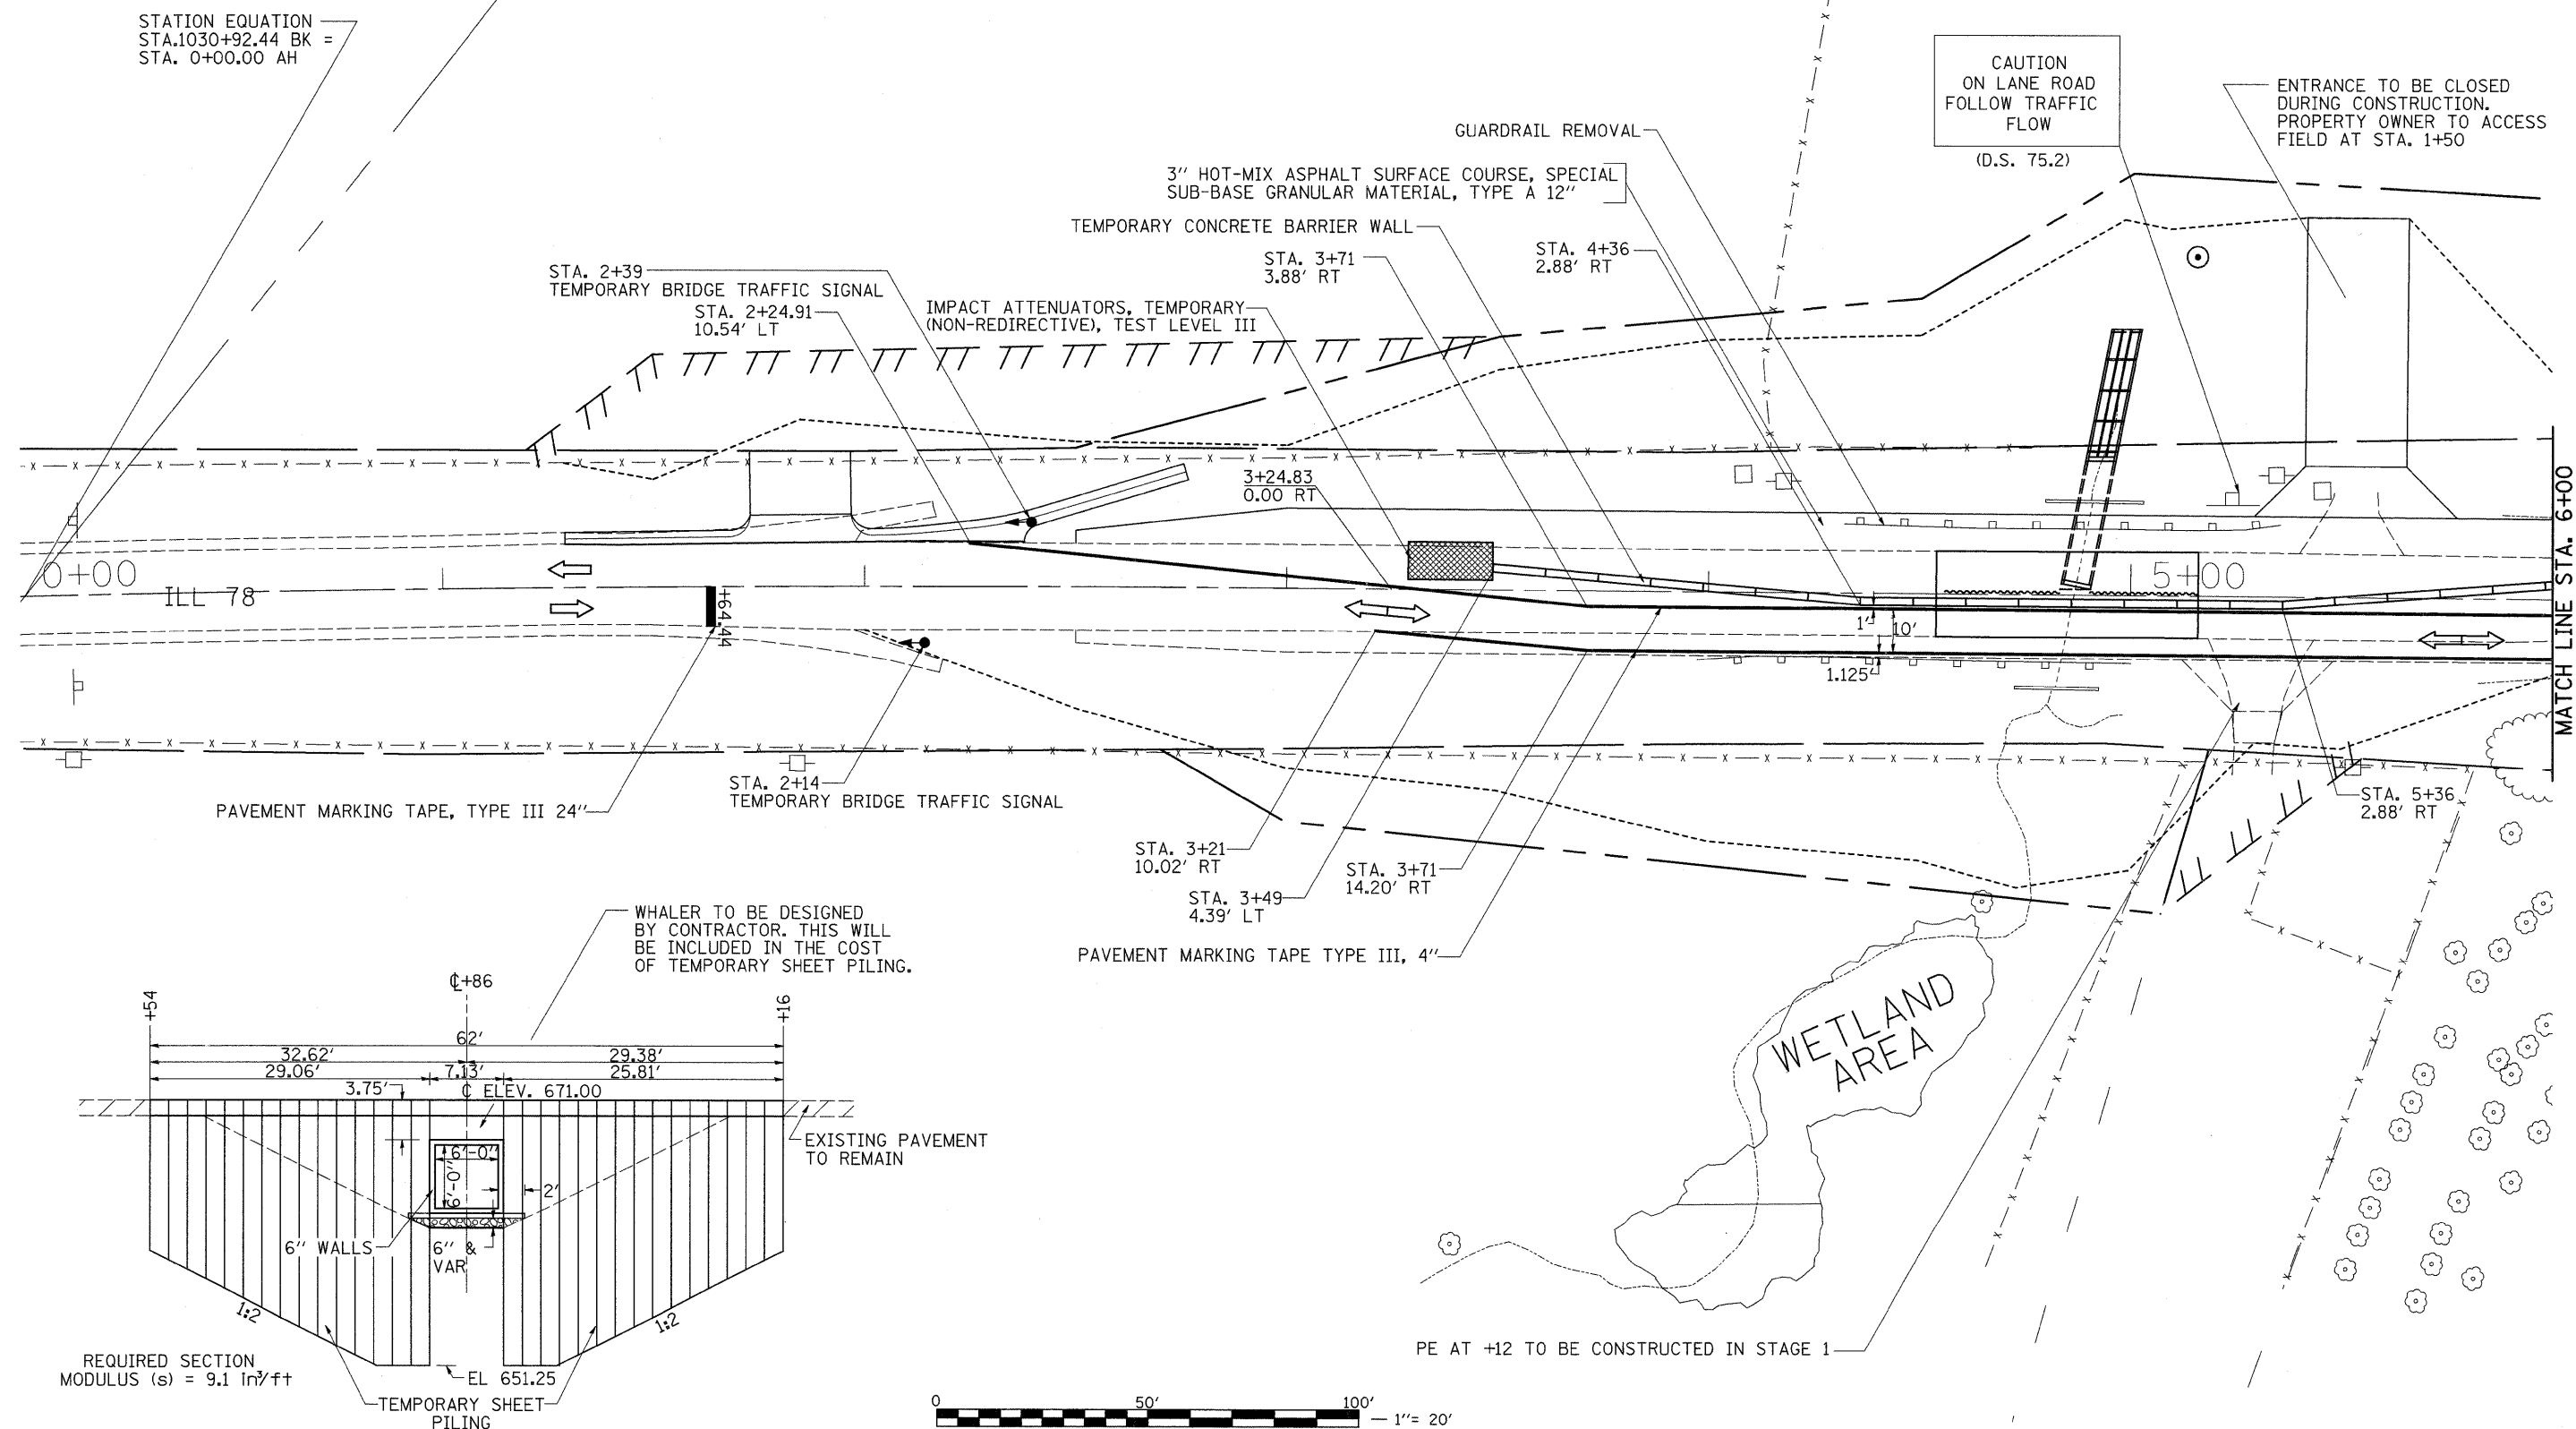 STATION EQUATION
STA.1030+92.44 BK =
STA. 0+00.00 AH
CAUTION
ON LANE ROAD
FOLLOW TRAFFIC
FLOW
(D.S. 75.2)
ENTRANCE TO BE CLOSED
DURING CONSTRUCTION.
PROPERTY OWNER TO ACCESS
FIELD AT STA. 1+50
GUARDRAIL REMOVAL
3" HOT-MIX ASPHALT SURFACE COURSE, SPECIAL
SUB-BASE GRANULAR MATERIAL, TYPE A 12"
TEMPORARY CONCRETE BARRIER WALL
STA. 3+71
3.88' RT
STA. 4+36
2.88' RT
STA. 2+39
TEMPORARY BRIDGE TRAFFIC SIGNAL
STA. 2+24.91
10.54' LT
IMPACT ATTENUATORS, TEMPORARY
(NON-REDIRECTIVE), TEST LEVEL III
3+24.83
0.00 RT
0+00
ILL 78
+64.44
5+00
1'
10'
1.125'
MATCH LINE STA. 6+00
STA. 2+14
TEMPORARY BRIDGE TRAFFIC SIGNAL
PAVEMENT MARKING TAPE, TYPE III 24"
STA. 5+36
2.88' RT
STA. 3+21
10.02' RT
STA. 3+71
14.20' RT
STA. 3+49
4.39' LT
PAVEMENT MARKING TAPE TYPE III, 4"
WHALER TO BE DESIGNED
BY CONTRACTOR. THIS WILL
BE INCLUDED IN THE COST
OF TEMPORARY SHEET PILING.
+54
℄+86
+16
62'
32.62'
29.38'
29.06'
7.13'
25.81'
3.75'
℄ ELEV. 671.00
EXISTING PAVEMENT
TO REMAIN
6'-0"
6'-0"
2'
6" WALLS
6" &
VAR
1:2
1:2
REQUIRED SECTION
MODULUS (s) = 9.1 in³/ft
EL 651.25
TEMPORARY SHEET
PILING
WETLAND
AREA
PE AT +12 TO BE CONSTRUCTED IN STAGE 1
0
50'
100'
1"= 20'